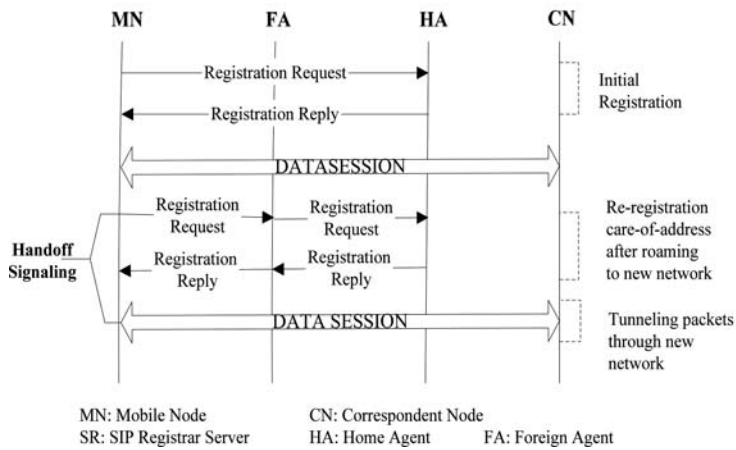 MN FA HA CN
Registration Request
Initial
Registration
Registration Reply
DATASESSION
Registration
Request
Registration
Request
Re-registration
care-of-address
after roaming
to new network
Handoff
Signaling
Registration
Reply
Registration
Reply
DATA SESSION
Tunneling packets
through new
network
MN: Mobile Node CN: Correspondent Node
SR: SIP Registrar Server HA: Home Agent FA: Foreign Agent